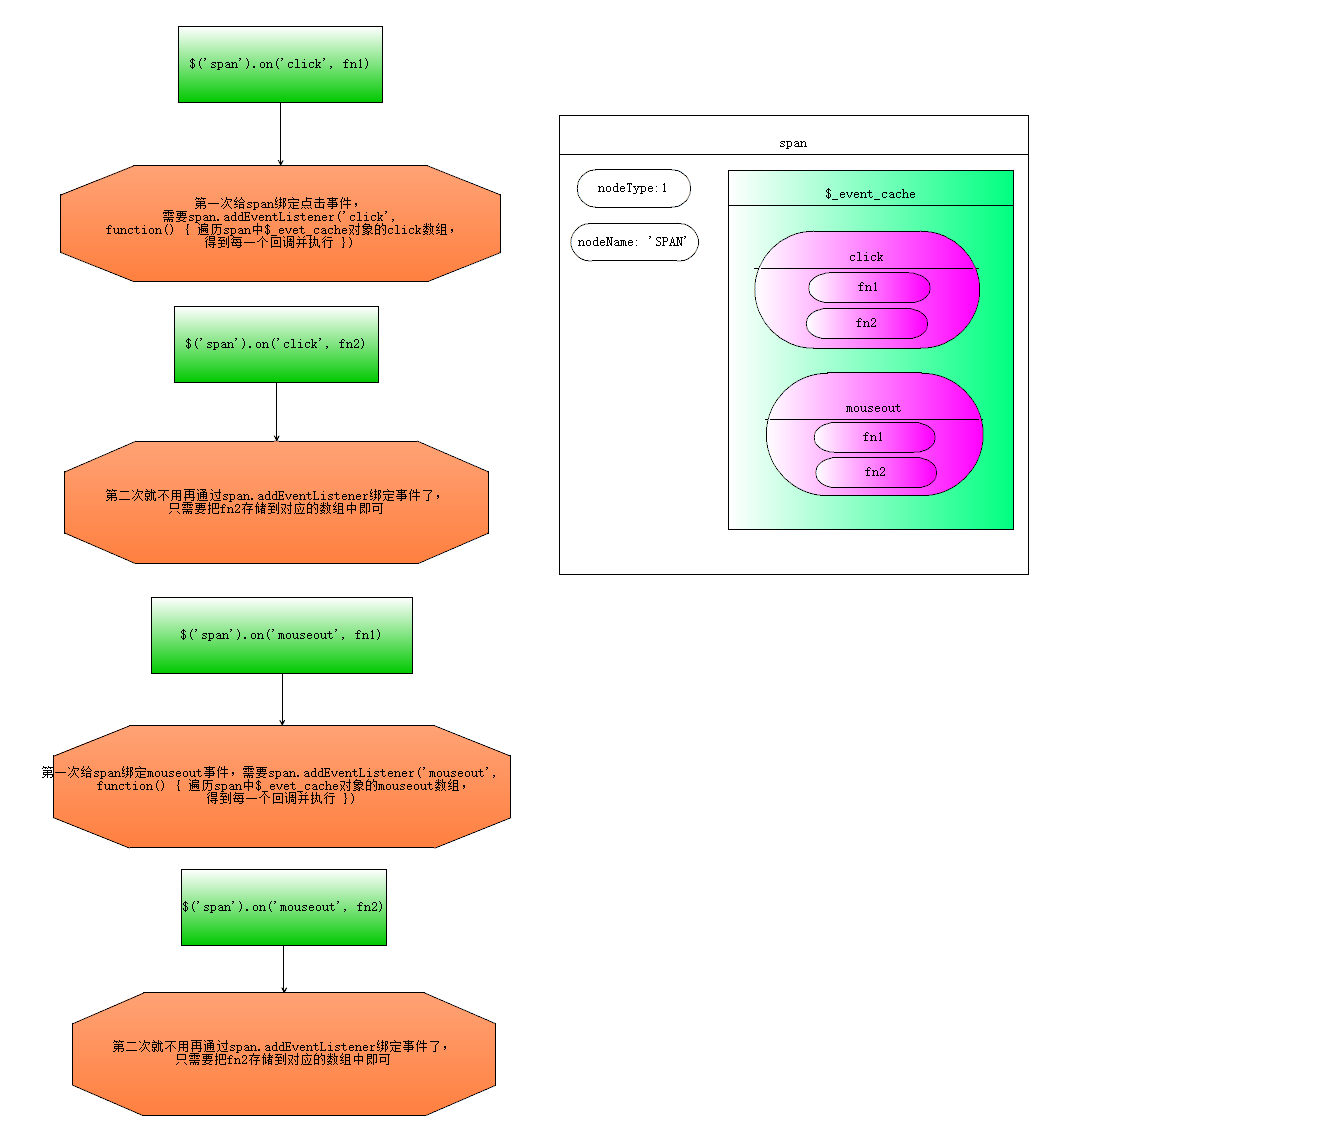 $('span').on('click', fn1)
第一次给span绑定点击事件,
需要span.addEventListener('click',
function() { 遍历span中$_evet_cache对象的click数组,
得到每一个回调并执行 })
$('span').on('click', fn2)
第二次就不用再通过span.addEventListener绑定事件了,
只需要把fn2存储到对应的数组中即可
$('span').on('mouseout', fn1)
第一次给span绑定mouseout事件, 需要span.addEventListener('mouseout',
function() { 遍历span中$_evet_cache对象的mouseout数组,
得到每一个回调并执行 })
$('span').on('mouseout', fn2)
第二次就不用再通过span.addEventListener绑定事件了,
只需要把fn2存储到对应的数组中即可
span
nodeType:1
nodeName: 'SPAN'
$_event_cache
click
fn1
fn2
mouseout
fn1
fn2